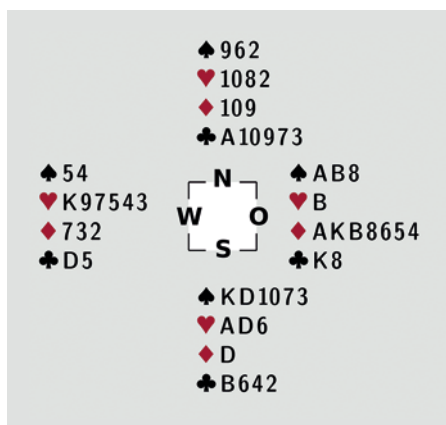 ♠962
♥1082
♦109
♣A10973
♠54
♥K97543
♦732
♣D5
N
W O
S
♠AB8
♥B
♦AKB8654
♣K8
♠KD1073
♥AD6
♦D
♣B642